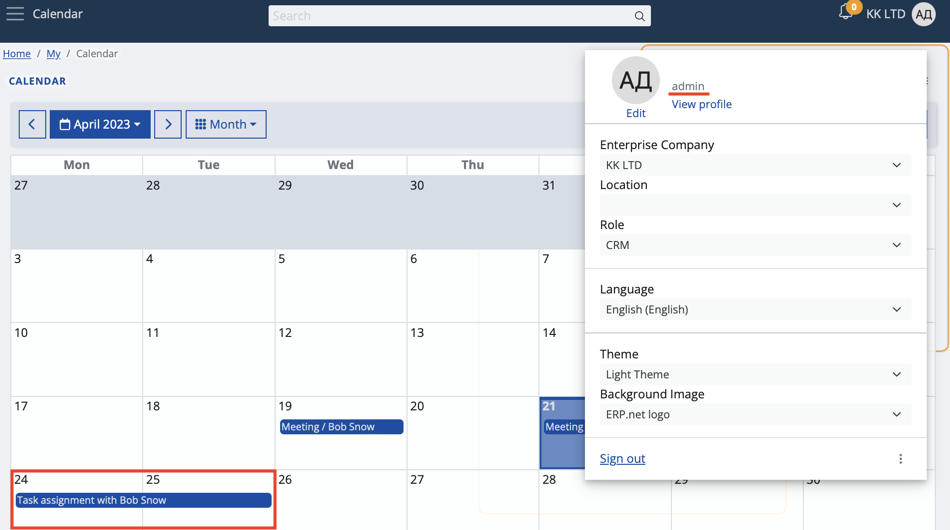 Calendar
Search
0
KK LTD
АД
Home / My / Calendar
CALENDAR
April 2023
Month
Mon Tue Wed Thu
27 28 29 30 31
3 4 5 6 7
10 11 12 13 14
17 18 19 20 21
Meeting / Bob Snow
Meeting
24 25 26 27 28 29 30
Task assignment with Bob Snow
АД
admin
View profile
Edit
Enterprise Company
KK LTD
Location
Role
CRM
Language
English (English)
Theme
Light Theme
Background Image
ERP.net logo
Sign out